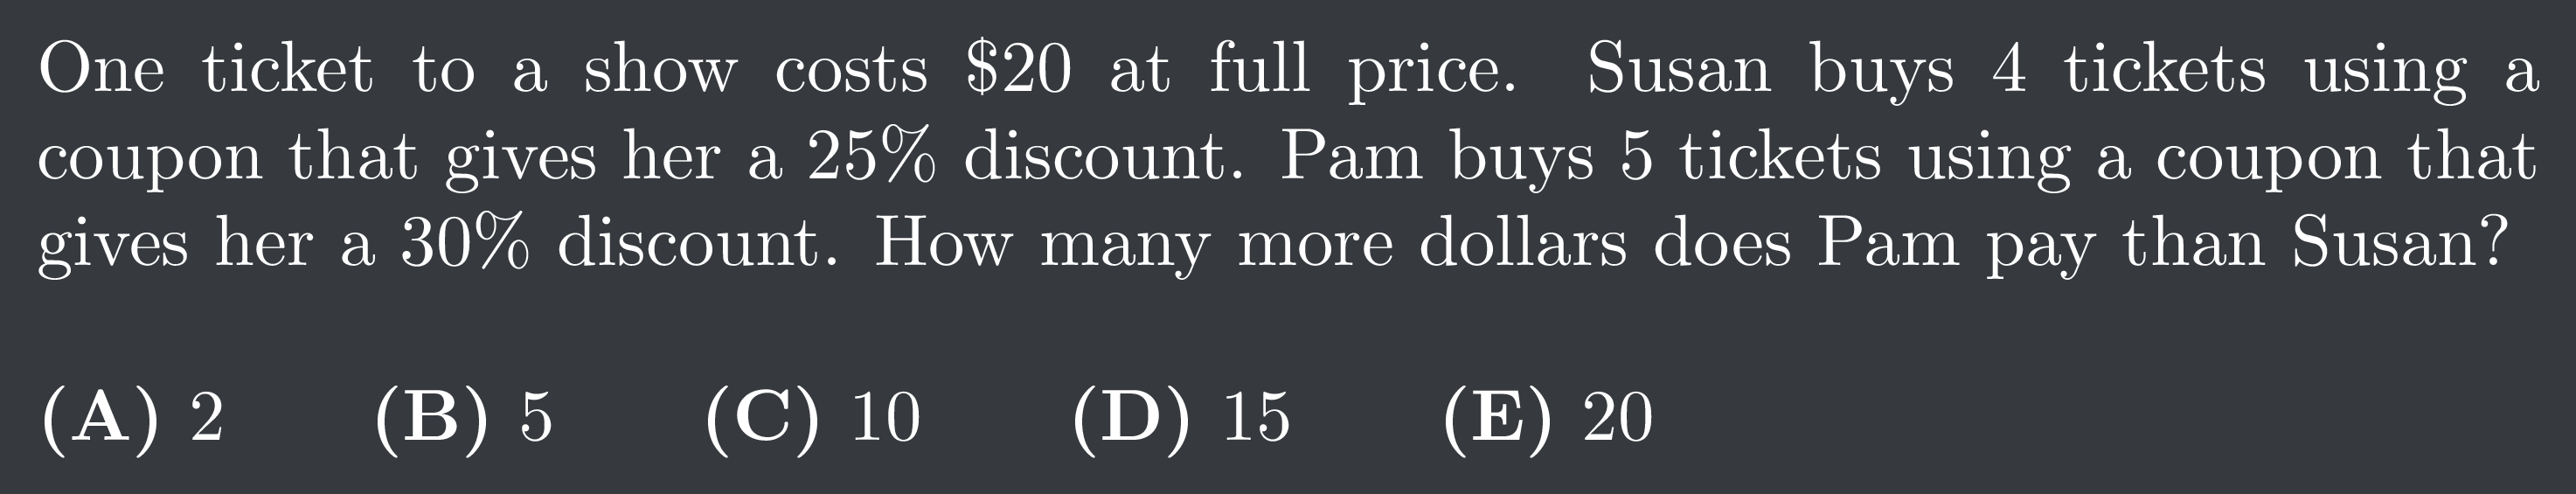 One ticket to a show costs $20 at full price. Susan buys 4 tickets using a
coupon that gives her a 25% discount. Pam buys 5 tickets using a coupon that
gives her a 30% discount. How many more dollars does Pam pay than Susan?
(A) 2 (B) 5 (C) 10 (D) 15 (E) 20